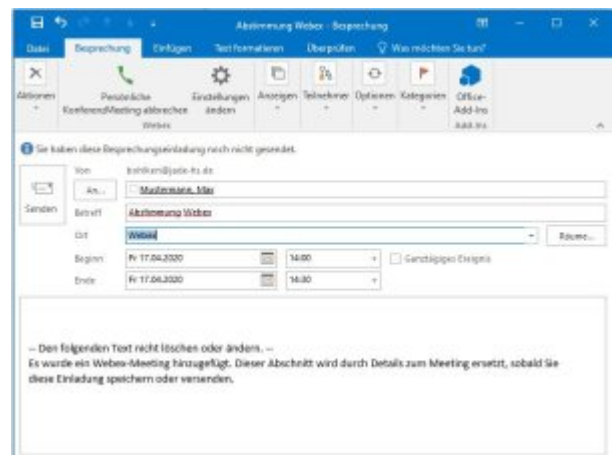 Abstimmung Webex - Besprechung
Datei Besprechung Einfügen Text formatieren Überprüfen Was möchten Sie tun?
Aktionen
Persönliche Konferenz/Meeting abbrechen
Einstellungen ändern
Anzeigen Teilnehmer Optionen Kategorien
Office-Add-Ins
Webex
Add-Ins
Sie haben diese Besprechungseinladung noch nicht gesendet.
Von
An... Mustermann, Max
Senden
Betreff Abstimmung Webex
Ort Webex Räume...
Beginn Fr 17.04.2020 14:00 Ganztägiges Ereignis
Ende Fr 17.04.2020 14:30
-- Den folgenden Text nicht löschen oder ändern. --
Es wurde ein Webex-Meeting hinzugefügt. Dieser Abschnitt wird durch Details zum Meeting ersetzt, sobald Sie
diese Einladung speichern oder versenden.